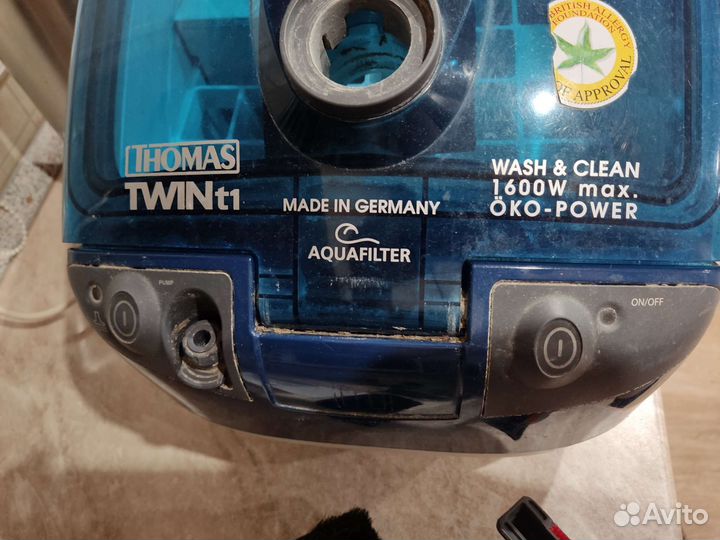 BRITISH ALLERGY
FOUNDATION
OF APPROVAL
THOMAS
TWINt1
MADE IN GERMANY
AQUAFILTER
WASH & CLEAN
1600W max.
ÖKO-POWER
PUMP
ON/OFF
Avito